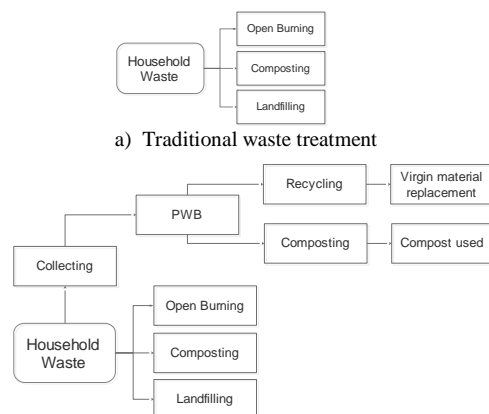 Open Burning
Household
Waste
Composting
Landfilling
a) Traditional waste treatment
Recycling
Virgin material
replacement
PWB
Composting
Compost used
Collecting
Open Burning
Household
Waste
Composting
Landfilling